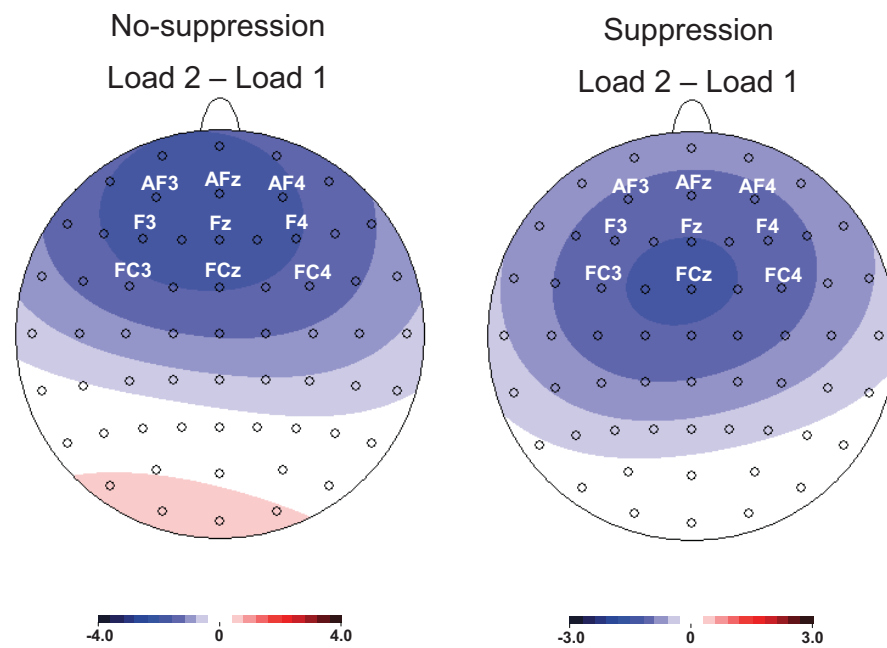 No-suppression
Load 2 – Load 1
AF3 AFz AF4
F3 Fz F4
FC3 FCz FC4
-4.0 0 4.0
Suppression
Load 2 – Load 1
AF3 AFz AF4
F3 Fz F4
FC3 FCz FC4
-3.0 0 3.0